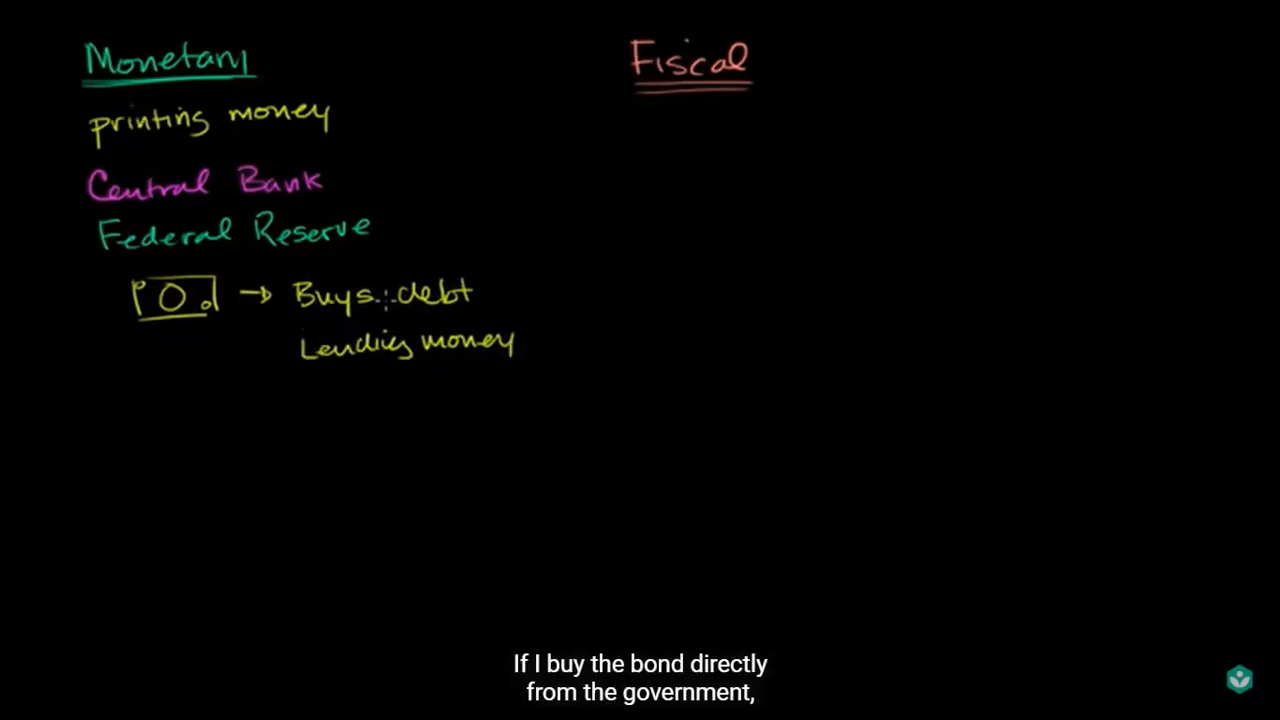 Monetary
Fiscal
printing money
Central Bank
Federal Reserve
→ Buys debt
Lending money
If I buy the bond directly
from the government,